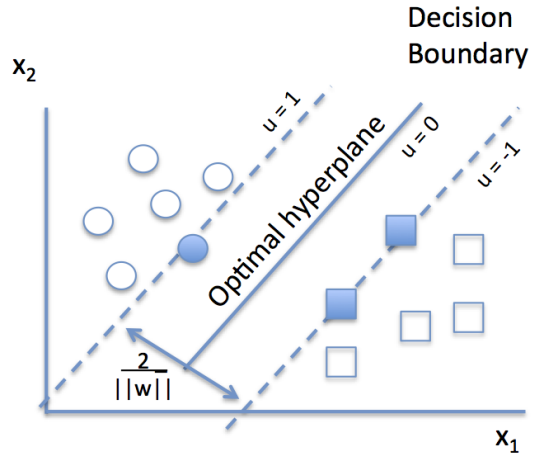 Decision
Boundary
x₂
u = 1
u = 0
u = -1
Optimal hyperplane
2
||w||
x₁